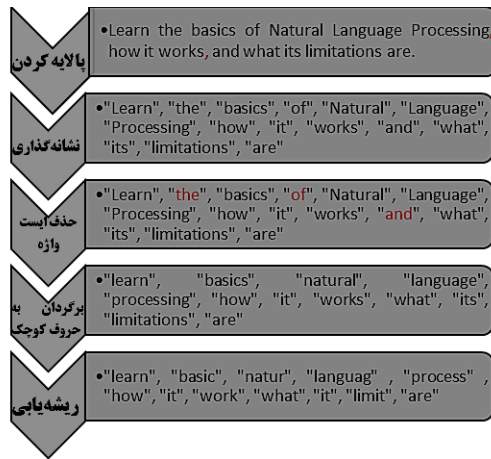 پالایه کردن
•Learn the basics of Natural Language Processing,
how it works, and what its limitations are.
نشانه‌گذاری
•"Learn", "the", "basics", "of", "Natural", "Language",
"Processing", "how", "it", "works", "and", "what",
"its", "limitations", "are"
حذف ایست
واژه
•"Learn", "the", "basics", "of", "Natural", "Language",
"Processing", "how", "it", "works", "and", "what",
"its", "limitations", "are"
برگردان به
حروف کوچک
•"learn", "basics", "natural", "language",
"processing", "how", "it", "works", "what", "its",
"limitations", "are"
ریشه‌یابی
•"learn", "basic", "natur", "languag" , "process" ,
"how", "it", "work", "what", "it", "limit", "are"